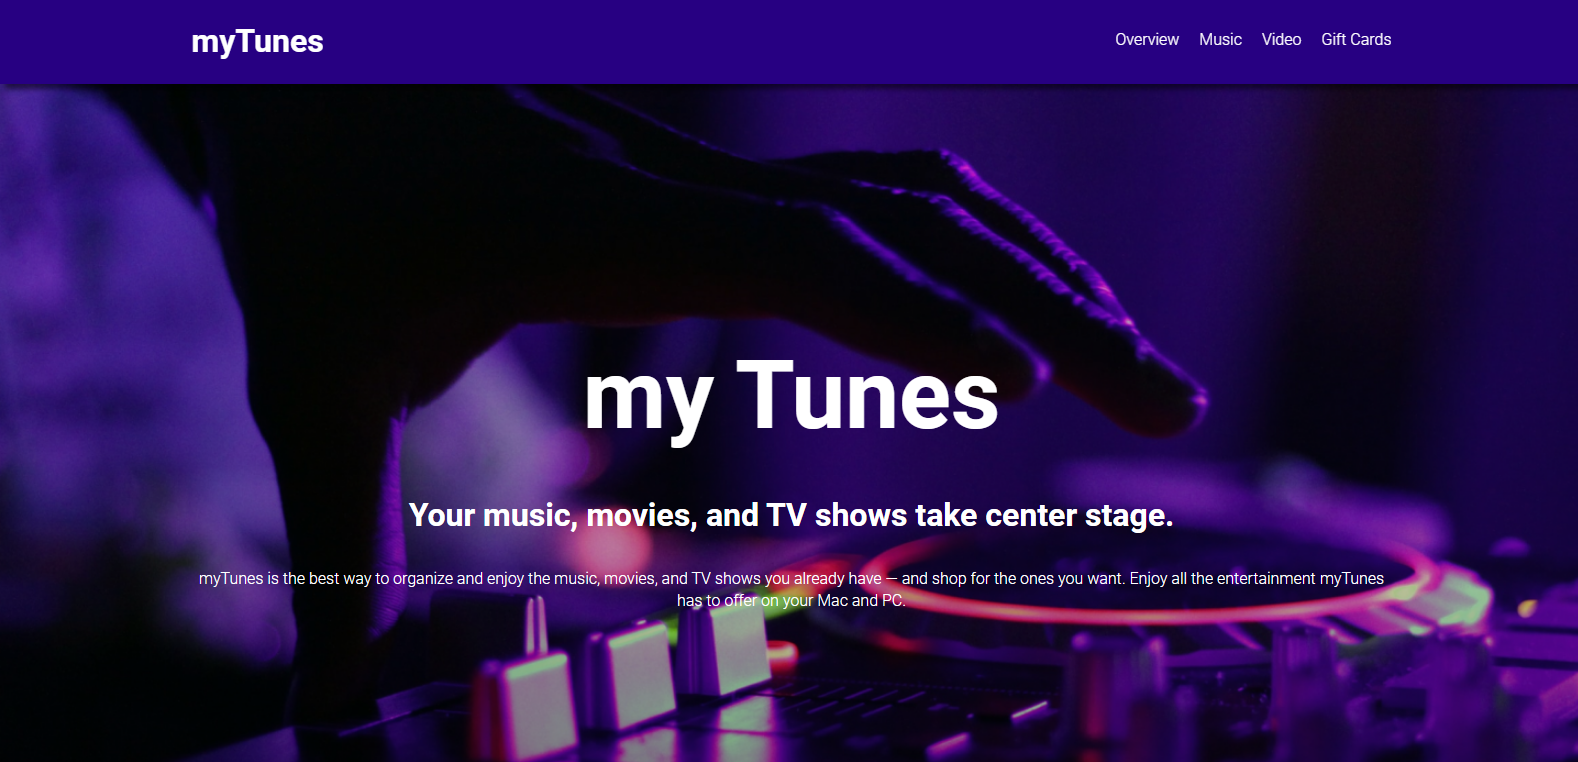 myTunes
Overview Music Video Gift Cards
my Tunes
Your music, movies, and TV shows take center stage.
myTunes is the best way to organize and enjoy the music, movies, and TV shows you already have — and shop for the ones you want. Enjoy all the entertainment myTunes
has to offer on your Mac and PC.